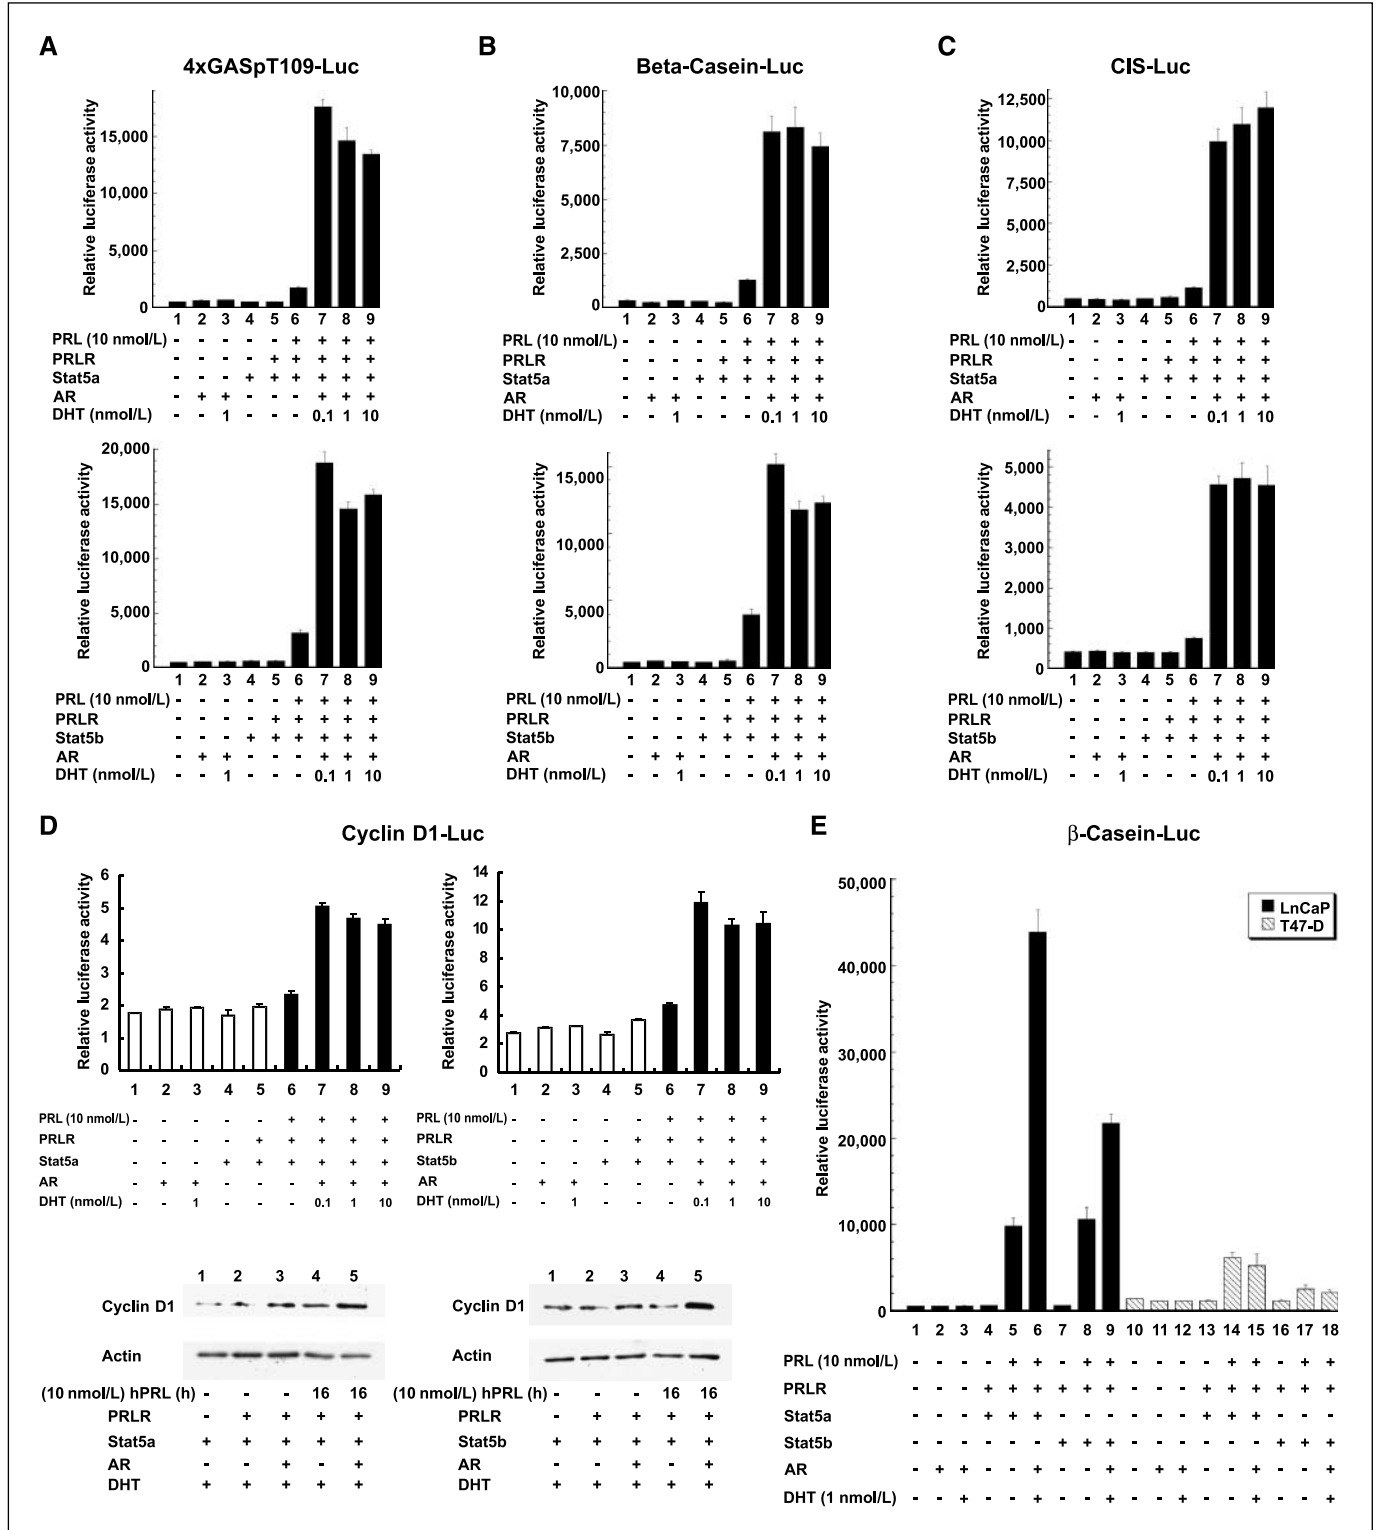 A
4xGASpT109-Luc
Relative luciferase activity
15,000
10,000
5,000
0
1 2 3 4 5 6 7 8 9
PRL (10 nmol/L) - - - - - + + + +
PRLR - - - - + + + + +
Stat5a - - - + + + + + +
AR - + + - - - + + +
DHT (nmol/L) - - 1 - - - 0.1 1 10
20,000
15,000
10,000
5,000
0
Relative luciferase activity
1 2 3 4 5 6 7 8 9
PRL (10 nmol/L) - - - - - + + + +
PRLR - - - - + + + + +
Stat5b - - - + + + + + +
AR - + + - - - + + +
DHT (nmol/L) - - 1 - - - 0.1 1 10
B
Beta-Casein-Luc
Relative luciferase activity
10,000
7,500
5,000
2,500
0
1 2 3 4 5 6 7 8 9
PRL (10 nmol/L) - - - - - + + + +
PRLR - - - - + + + + +
Stat5a - - - + + + + + +
AR - + + - - - + + +
DHT (nmol/L) - - 1 - - - 0.1 1 10
Relative luciferase activity
15,000
10,000
5,000
0
1 2 3 4 5 6 7 8 9
PRL (10 nmol/L) - - - - - + + + +
PRLR - - - - + + + + +
Stat5b - - - + + + + + +
AR - + + - - - + + +
DHT (nmol/L) - - 1 - - - 0.1 1 10
C
CIS-Luc
Relative luciferase activity
12,500
10,000
7,500
5,000
2,500
0
1 2 3 4 5 6 7 8 9
PRL (10 nmol/L) - - - - - + + + +
PRLR - - - - + + + + +
Stat5a - - - + + + + + +
AR - + + - - - + + +
DHT (nmol/L) - - 1 - - - 0.1 1 10
Relative luciferase activity
5,000
4,000
3,000
2,000
1,000
0
1 2 3 4 5 6 7 8 9
PRL (10 nmol/L) - - - - - + + + +
PRLR - - - - + + + + +
Stat5b - - - + + + + + +
AR - + + - - - + + +
DHT (nmol/L) - - 1 - - - 0.1 1 10
D
Cyclin D1-Luc
Relative luciferase activity
6
5
4
3
2
1
0
1 2 3 4 5 6 7 8 9
PRL (10 nmol/L) - - - - - + + + +
PRLR - - - - + + + + +
Stat5a - - - + + + + + +
AR - + + - - - + + +
DHT (nmol/L) - - 1 - - - 0.1 1 10
Relative luciferase activity
14
12
10
8
6
4
2
0
1 2 3 4 5 6 7 8 9
PRL (10 nmol/L) - - - - - + + + +
PRLR - - - - + + + + +
Stat5b - - - + + + + + +
AR - + + - - - + + +
DHT (nmol/L) - - 1 - - - 0.1 1 10
1 2 3 4 5
Cyclin D1
Actin
(10 nmol/L) hPRL (h) - - - 16 16
PRLR - + + + +
Stat5a + + + + +
AR - - + - +
DHT + + + + +
1 2 3 4 5
Cyclin D1
Actin
(10 nmol/L) hPRL (h) - - - 16 16
PRLR - + + + +
Stat5b + + + + +
AR - - + - +
DHT + + + + +
E
β-Casein-Luc
LnCaP
T47-D
Relative luciferase activity
50,000
40,000
30,000
20,000
10,000
0
1 2 3 4 5 6 7 8 9 10 11 12 13 14 15 16 17 18
PRL (10 nmol/L) - - - - + + - + + - - - - + + - + +
PRLR - - - + + + + + + - - - + + + + + +
Stat5a - - - + + + - - - - - - + + + - - -
Stat5b - - - - - - + + + - - - - - - + + +
AR - + + - - + - - + - + + - - + - - +
DHT (1 nmol/L) - - + - - + - - + - - + - - + - - +